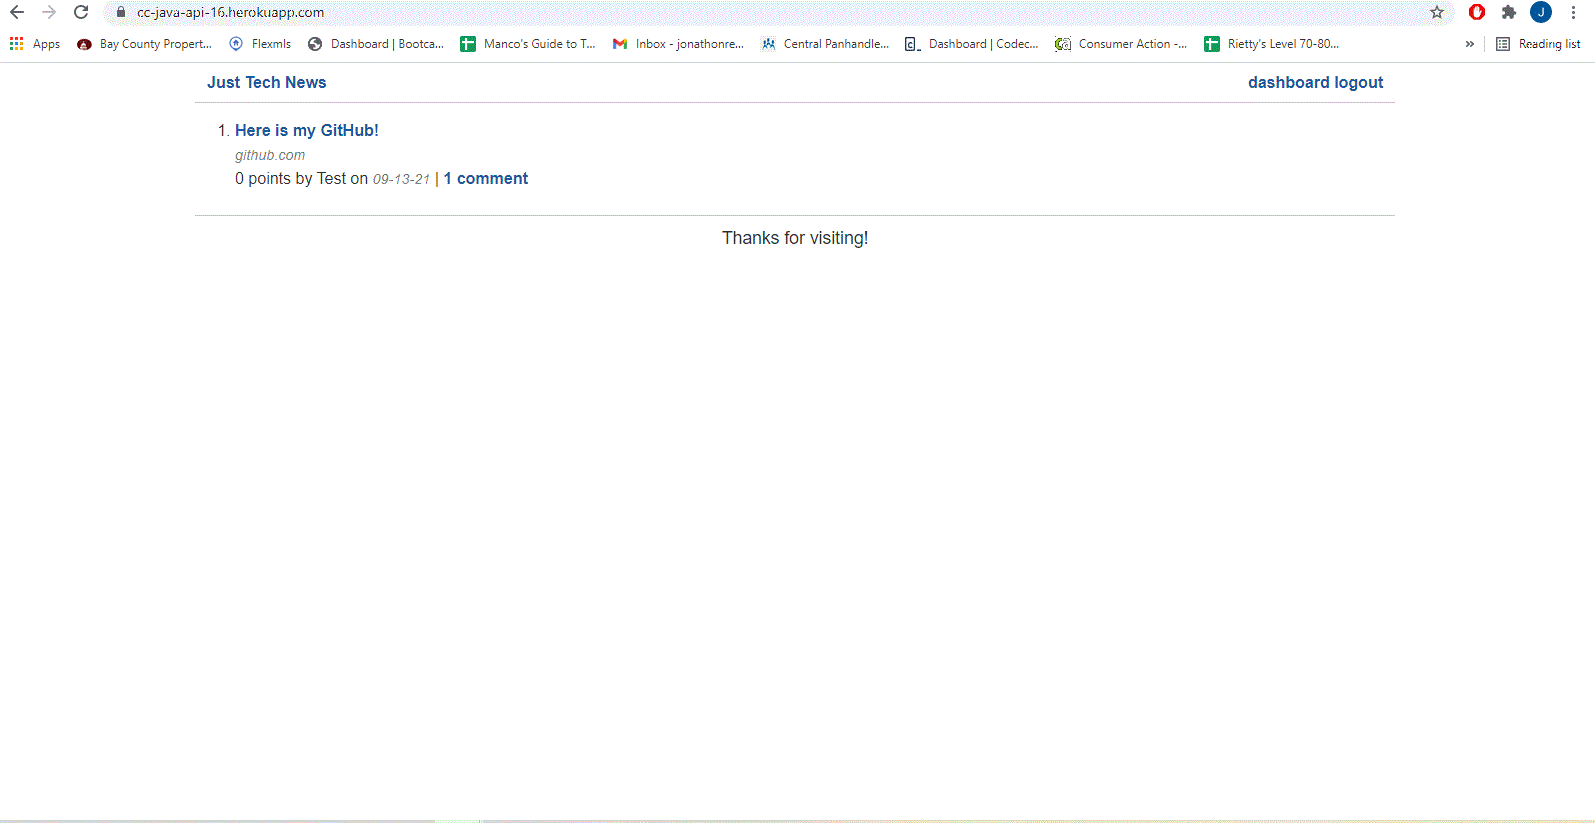 cc-java-api-16.herokuapp.com
J
Apps Bay County Propert... Flexmls Dashboard | Bootca... Manco's Guide to T... Inbox - jonathonre... Central Panhandle... Dashboard | Codec... Consumer Action -... Rietty's Level 70-80... » Reading list
Just Tech News dashboard logout
1. Here is my GitHub!
github.com
0 points by Test on 09-13-21 | 1 comment
Thanks for visiting!